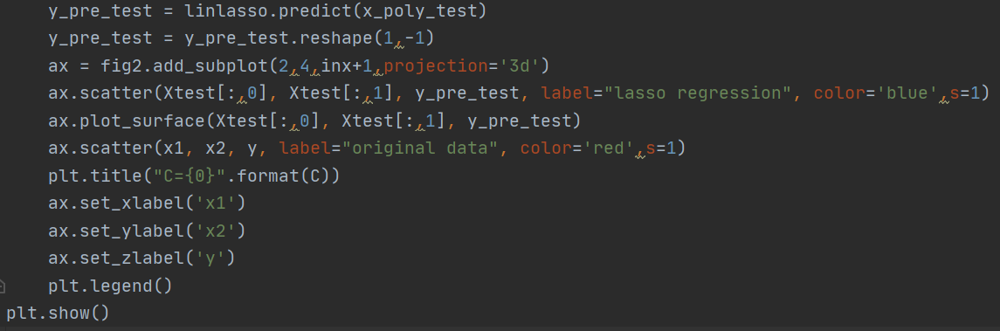 y_pre_test = linlasso.predict(x_poly_test)
y_pre_test = y_pre_test.reshape(1,-1)
ax = fig2.add_subplot(2,4,inx+1,projection='3d')
ax.scatter(Xtest[:,0], Xtest[:,1], y_pre_test, label="lasso regression", color='blue',s=1)
ax.plot_surface(Xtest[:,0], Xtest[:,1], y_pre_test)
ax.scatter(x1, x2, y, label="original data", color='red',s=1)
plt.title("C={0}".format(C))
ax.set_xlabel('x1')
ax.set_ylabel('x2')
ax.set_zlabel('y')
plt.legend()
plt.show()